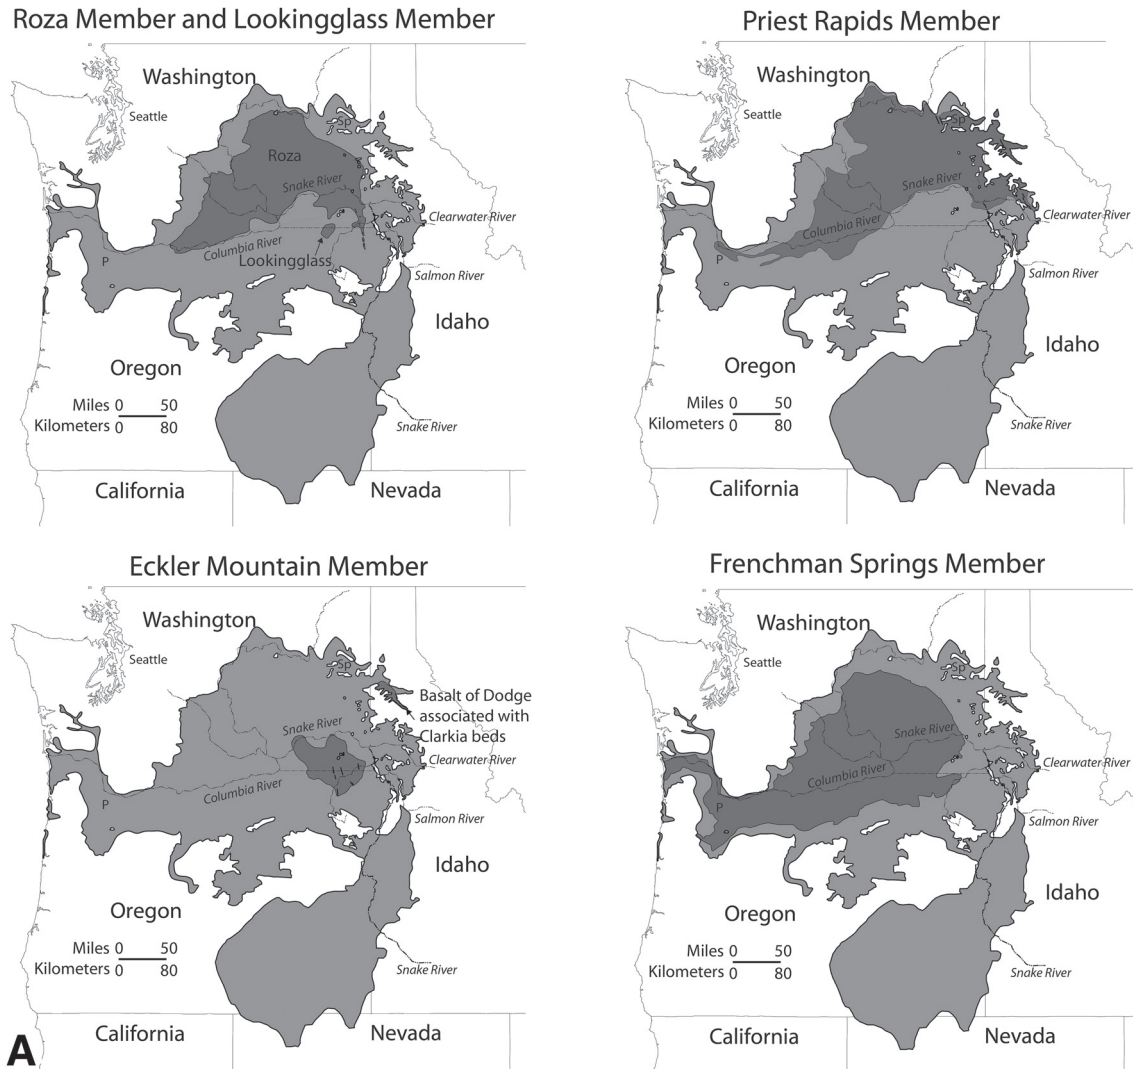 Roza Member and Lookingglass Member
Washington
Seattle
Sp
Roza
Snake River
Clearwater River
Columbia River
Lookingglass
P
Salmon River
Idaho
Oregon
Miles 0 50
Kilometers 0 80
Snake River
California
Nevada
Priest Rapids Member
Washington
Seattle
Sp
Snake River
Clearwater River
Columbia River
P
Salmon River
Idaho
Oregon
Miles 0 50
Kilometers 0 80
Snake River
California
Nevada
Eckler Mountain Member
Washington
Seattle
Sp
Basalt of Dodge
associated with
Clarkia beds
Snake River
Clearwater River
Columbia River
P
Salmon River
Idaho
Oregon
Miles 0 50
Kilometers 0 80
Snake River
California
Nevada
A
Frenchman Springs Member
Washington
Seattle
Sp
Snake River
Clearwater River
Columbia River
P
Salmon River
Idaho
Oregon
Miles 0 50
Kilometers 0 80
Snake River
California
Nevada